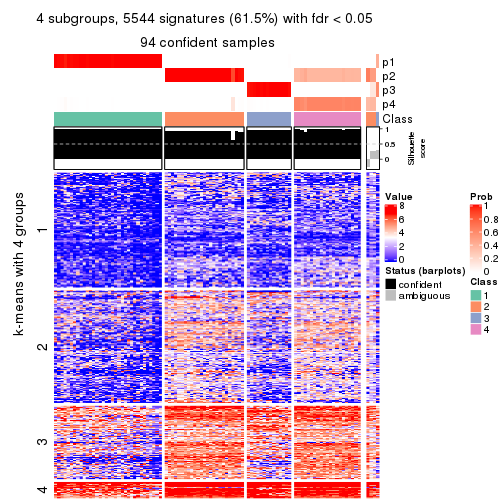 4 subgroups, 5544 signatures (61.5%) with fdr < 0.05
94 confident samples
p1
p2
p3
p4
Class
1
0.5
0
Silhouette
score
k-means with 4 groups
1
2
3
4
Value
8
6
4
2
0
Status (barplots)
confident
ambiguous
Prob
1
0.8
0.6
0.4
0.2
0
Class
1
2
3
4